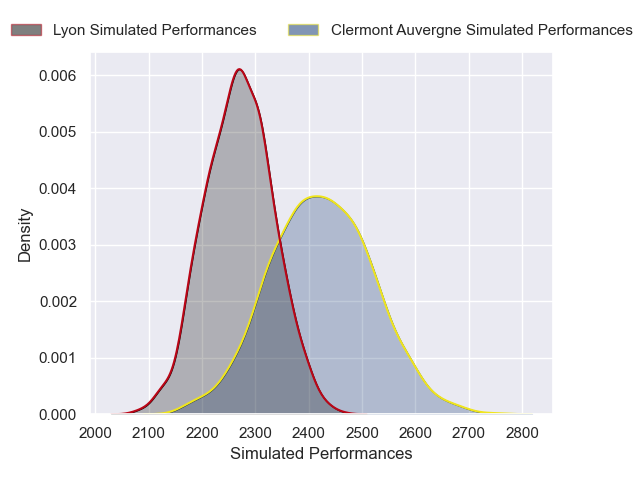 Lyon Simulated Performances Clermont Auvergne Simulated Performances
0.006
0.005
0.004
0.003
0.002
0.001
0.000
Density
2000 2100 2200 2300 2400 2500 2600 2700 2800
Simulated Performances